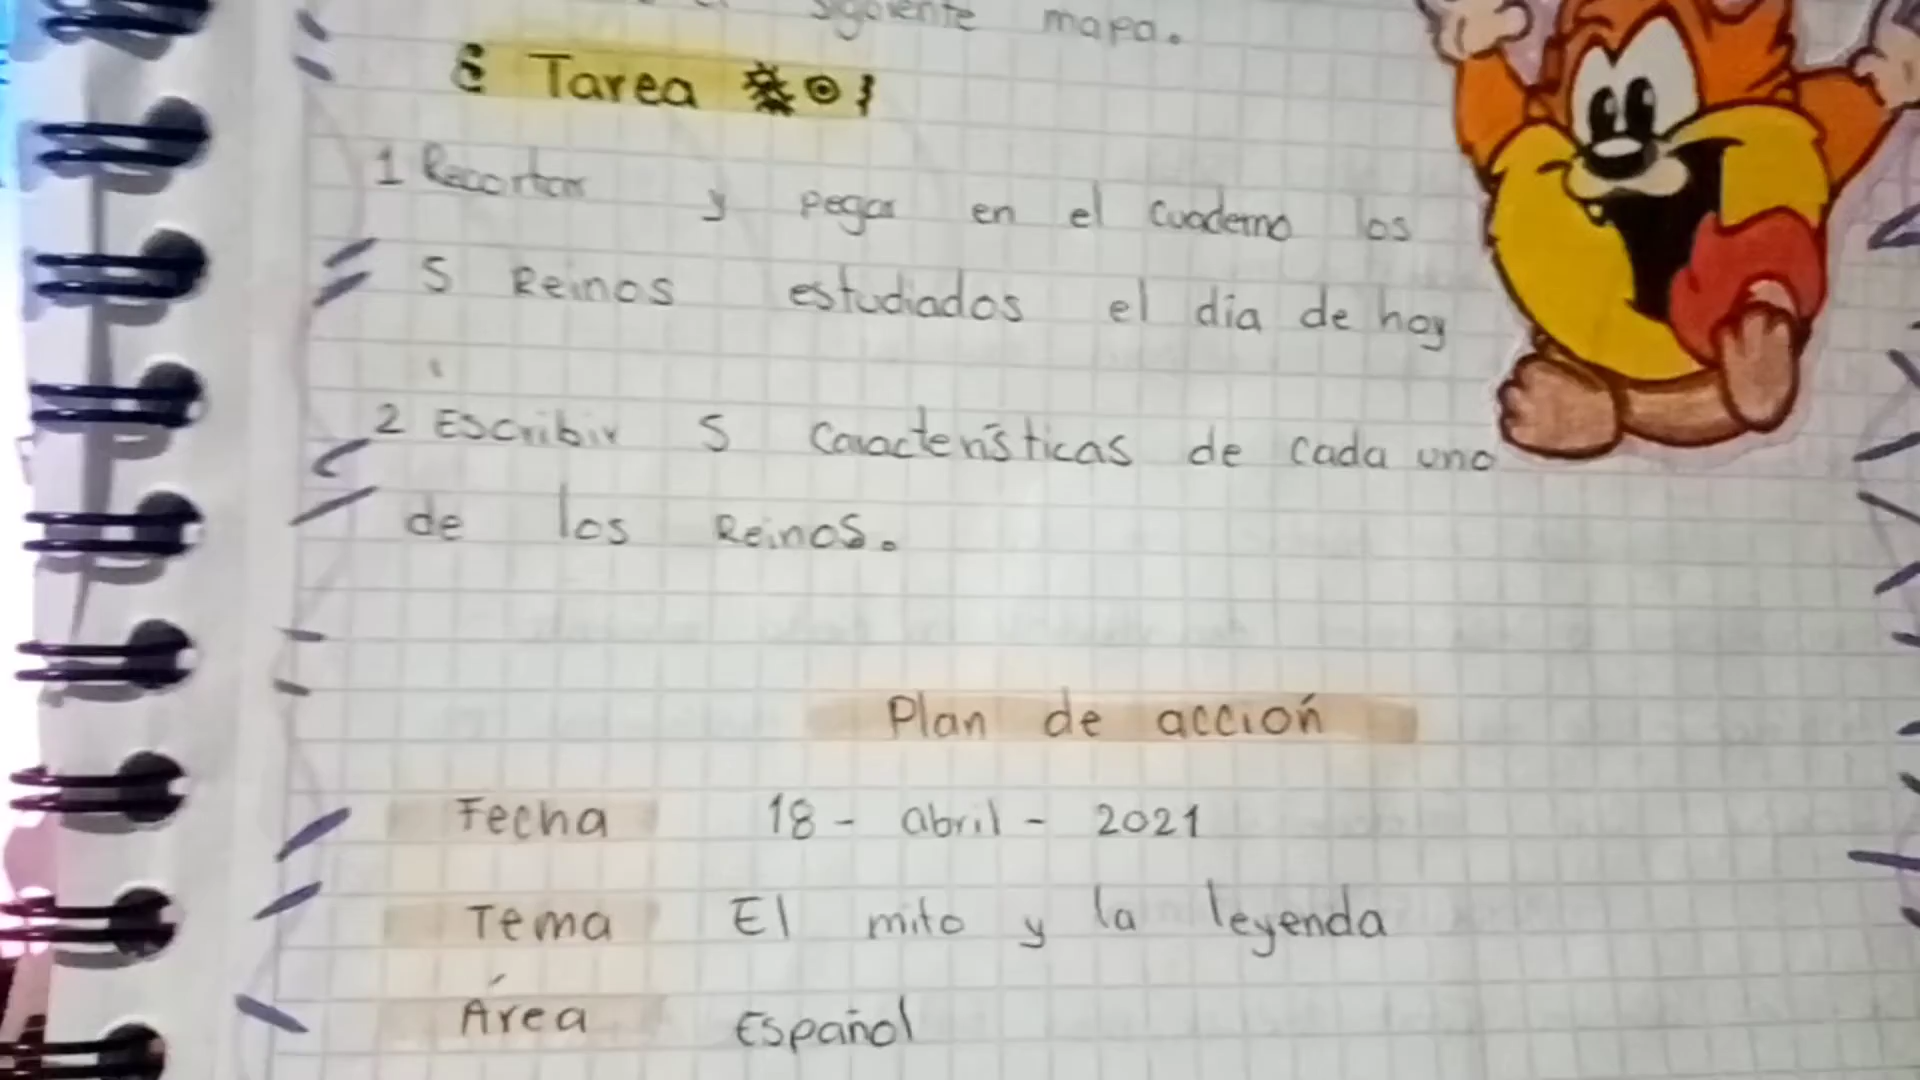 siguiente mapa.
Tarea
1 Recortar y pegar en el cuaderno los
5 Reinos estudiados el dia de hoy
2 Escribir 5 Características de cada uno
de los Reinos.
Plan de acción
Fecha 18 - abril - 2021
Tema El mito y la leyenda
Área Español